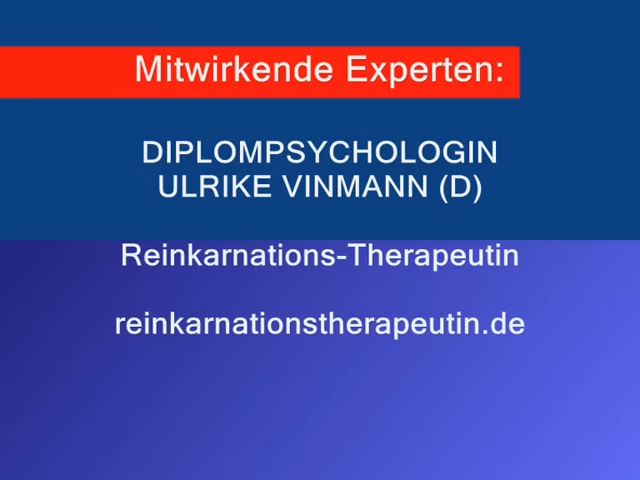 Mitwirkende Experten:
DIPLOMPSYCHOLOGIN
ULRIKE VINMANN (D)
Reinkarnations-Therapeutin
reinkarnationstherapeutin.de